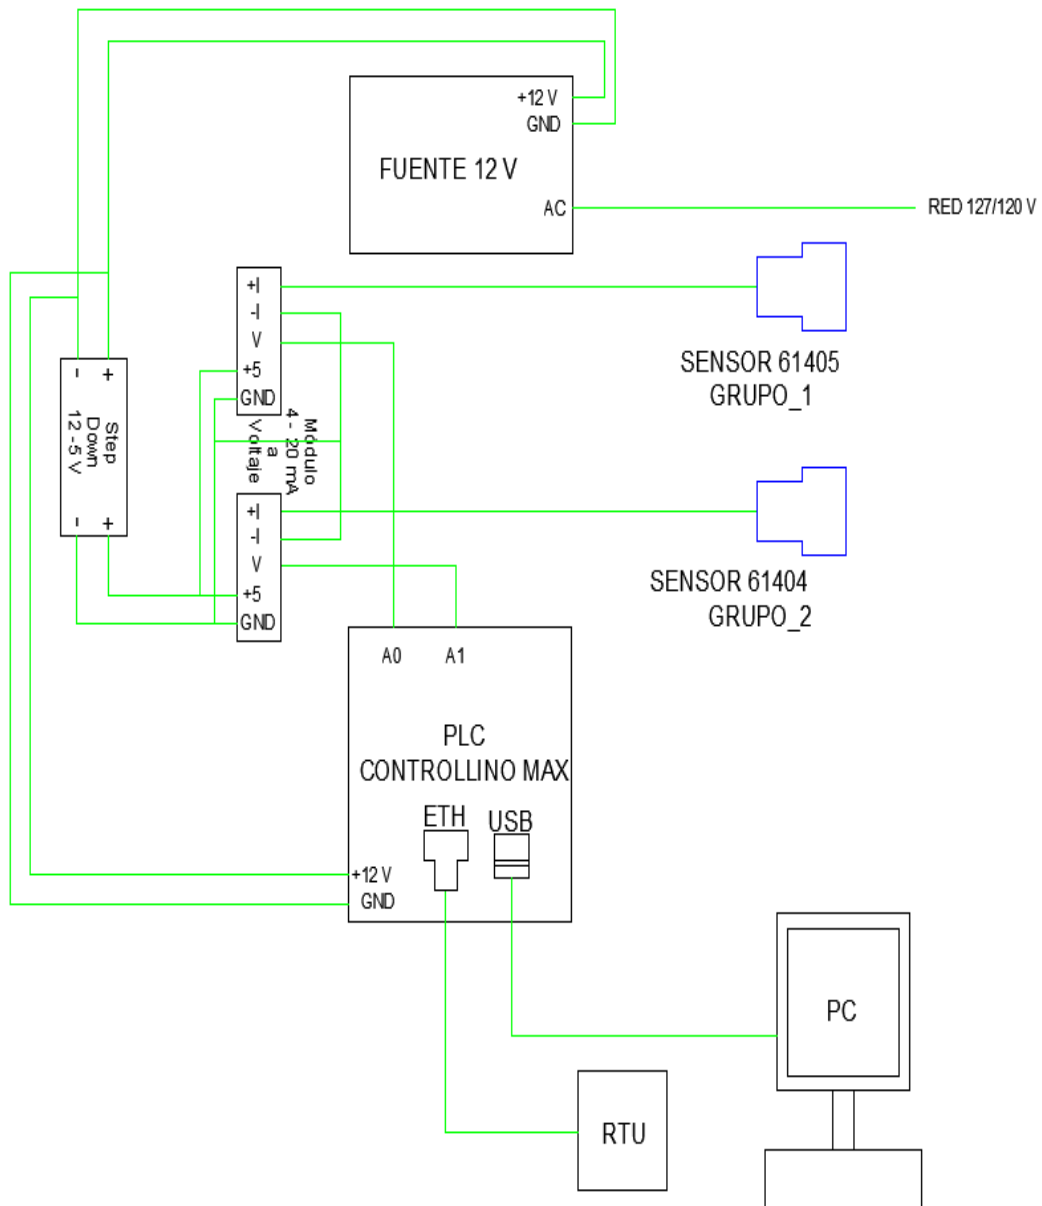 +12 V
GND
FUENTE 12 V
AC
RED 127/120 V
+I
-I
V
+5
GND
SENSOR 61405
GRUPO_1
- +
Step
Down
12 - 5 V
- +
Módulo
4 - 20 mA
a
Voltaje
+I
-I
V
+5
GND
SENSOR 61404
GRUPO_2
A0 A1
PLC
CONTROLLINO MAX
ETH USB
+12 V
GND
PC
RTU